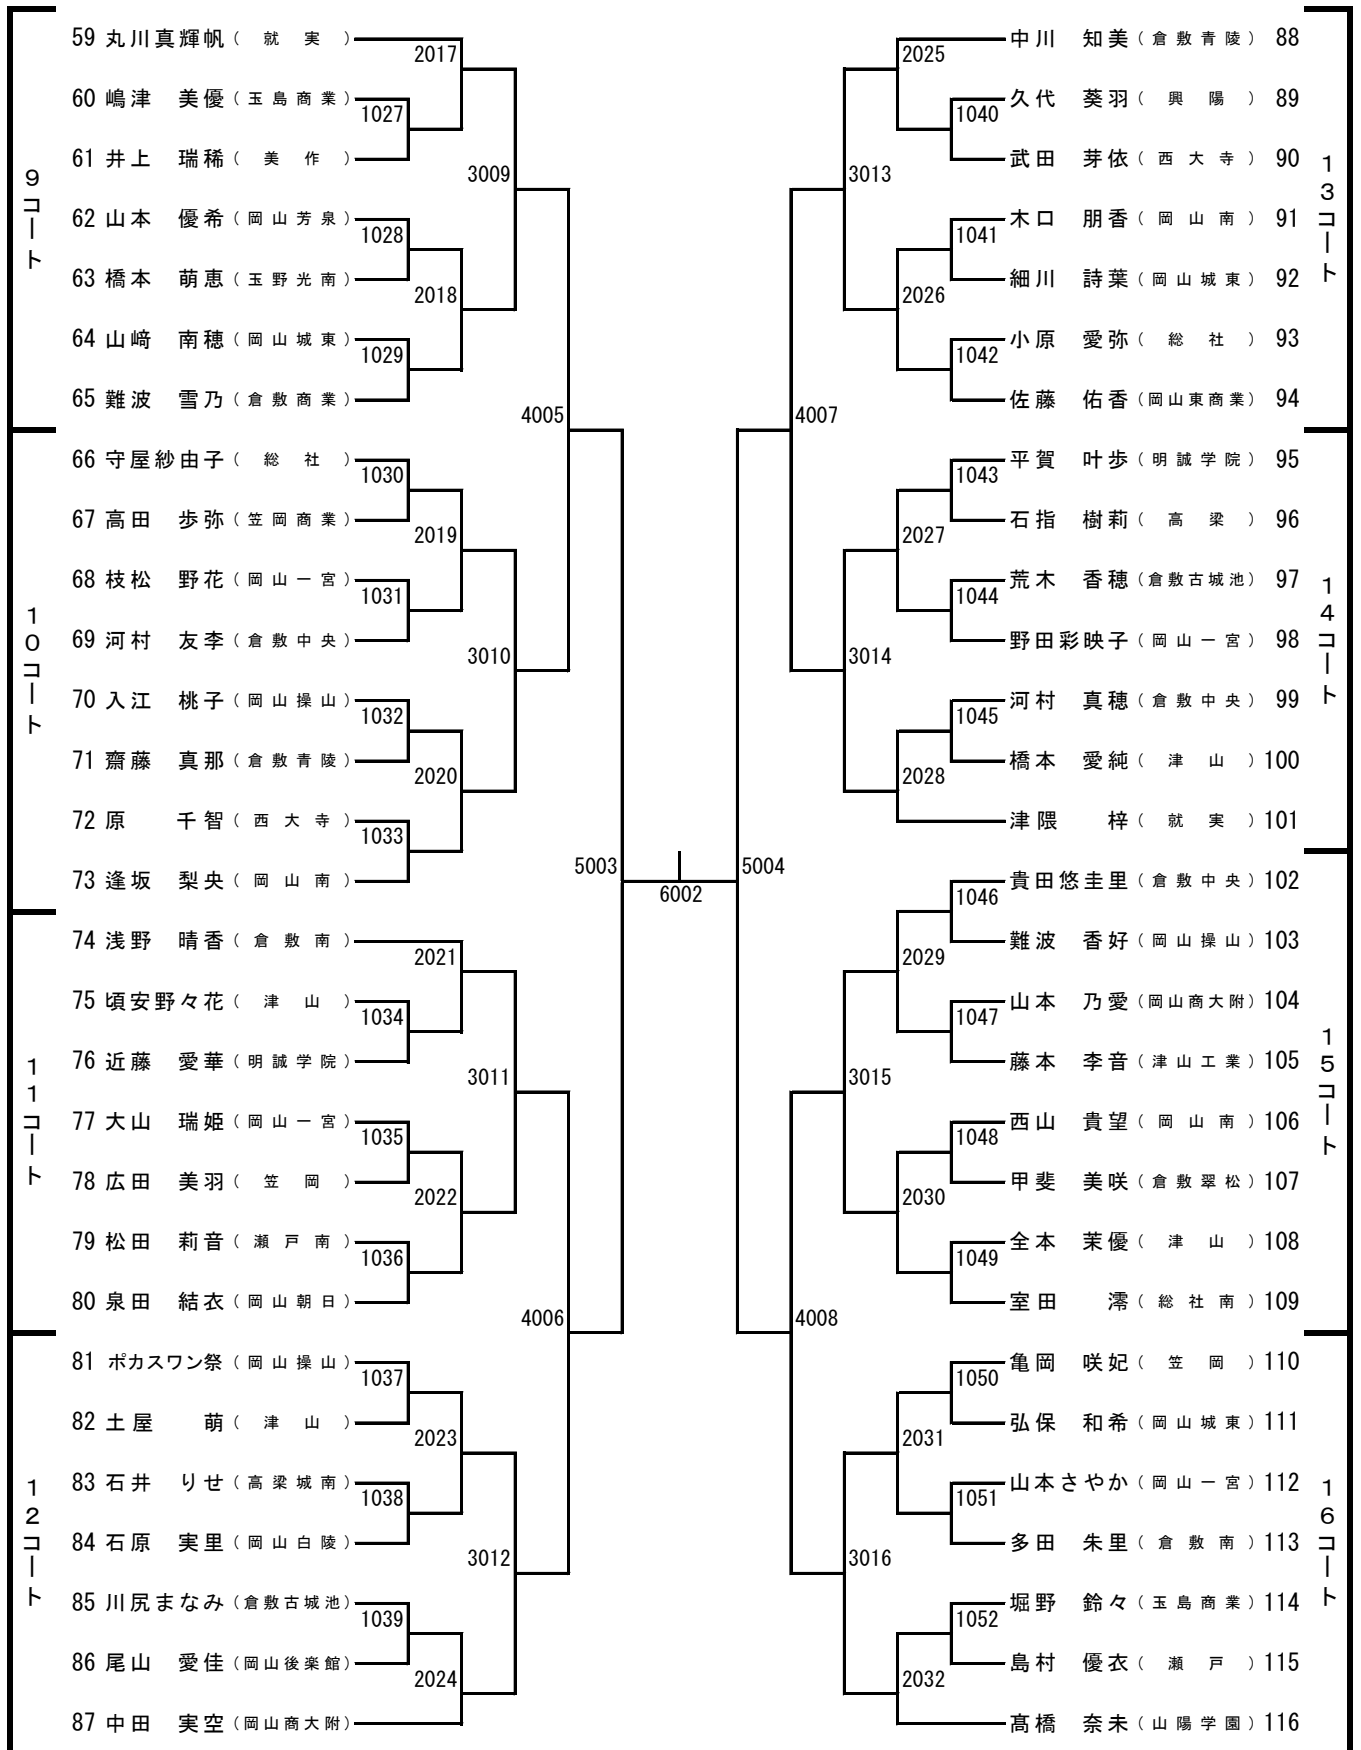 9コート
59 丸川真輝帆(就実)
2017
60 嶋津 美優(玉島商業)
1027
61 井上 瑞稀(美作)
3009
62 山本 優希(岡山芳泉)
1028
63 橋本 萌恵(玉野光南)
2018
64 山﨑 南穂(岡山城東)
1029
65 難波 雪乃(倉敷商業)
4005
10コート
66 守屋紗由子(総社)
1030
67 高田 歩弥(笠岡商業)
2019
68 枝松 野花(岡山一宮)
1031
69 河村 友李(倉敷中央)
3010
70 入江 桃子(岡山操山)
1032
71 齋藤 真那(倉敷青陵)
2020
72 原 千智(西大寺)
1033
73 逢坂 梨央(岡山南)
5003
11コート
74 浅野 晴香(倉敷南)
2021
75 頃安野々花(津山)
1034
76 近藤 愛華(明誠学院)
3011
77 大山 瑞姫(岡山一宮)
1035
78 広田 美羽(笠岡)
2022
79 松田 莉音(瀬戸南)
1036
80 泉田 結衣(岡山朝日)
4006
12コート
81 ポカスワン祭(岡山操山)
1037
82 土屋 萌(津山)
2023
83 石井 りせ(高梁城南)
1038
84 石原 実里(岡山白陵)
3012
85 川尻まなみ(倉敷古城池)
1039
86 尾山 愛佳(岡山後楽館)
2024
87 中田 実空(岡山商大附)
6002
13コート
中川 知美(倉敷青陵) 88
2025
久代 葵羽(興陽) 89
1040
武田 芽依(西大寺) 90
3013
木口 朋香(岡山南) 91
1041
細川 詩葉(岡山城東) 92
2026
小原 愛弥(総社) 93
1042
佐藤 佑香(岡山東商業) 94
4007
14コート
平賀 叶歩(明誠学院) 95
1043
石指 樹莉(高梁) 96
2027
荒木 香穂(倉敷古城池) 97
1044
野田彩映子(岡山一宮) 98
3014
河村 真穂(倉敷中央) 99
1045
橋本 愛純(津山) 100
2028
津隈 梓(就実) 101
5004
15コート
貴田悠圭里(倉敷中央) 102
1046
難波 香好(岡山操山) 103
2029
山本 乃愛(岡山商大附) 104
1047
藤本 李音(津山工業) 105
3015
西山 貴望(岡山南) 106
1048
甲斐 美咲(倉敷翠松) 107
2030
全本 茉優(津山) 108
1049
室田 澪(総社南) 109
4008
16コート
亀岡 咲妃(笠岡) 110
1050
弘保 和希(岡山城東) 111
2031
山本さやか(岡山一宮) 112
1051
多田 朱里(倉敷南) 113
3016
堀野 鈴々(玉島商業) 114
1052
島村 優衣(瀬戸) 115
2032
髙橋 奈未(山陽学園) 116